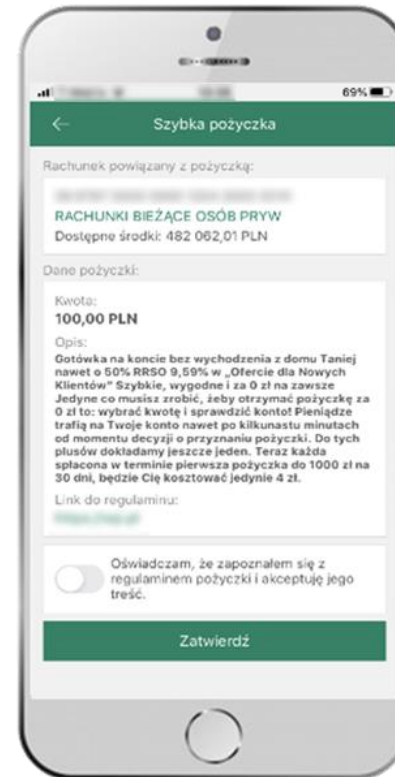 69%
Szybka pożyczka
Rachunek powiązany z pożyczką:
RACHUNKI BIEŻĄCE OSÓB PRYW
Dostępne środki: 482 062,01 PLN
Dane pożyczki:
Kwota:
100,00 PLN
Opis:
Gotówka na koncie bez wychodzenia z domu Taniej
nawet o 50% RRSO 9,59% w „Ofercie dla Nowych
Klientów” Szybkie, wygodne i za 0 zł na zawsze
Jedyne co musisz zrobić, żeby otrzymać pożyczkę za
0 zł to: wybrać kwotę i sprawdzić konto! Pieniądze
trafią na Twoje konto nawet po kilkunastu minutach
od momentu decyzji o przyznaniu pożyczki. Do tych
plusów dokładamy jeszcze jeden. Teraz każda
spłacona w terminie pierwsza pożyczka do 1000 zł na
30 dni, będzie Cię kosztować jedynie 4 zł.
Link do regulaminu:
Oświadczam, że zapoznałem się z
regulaminem pożyczki i akceptuję jego
treść.
Zatwierdź